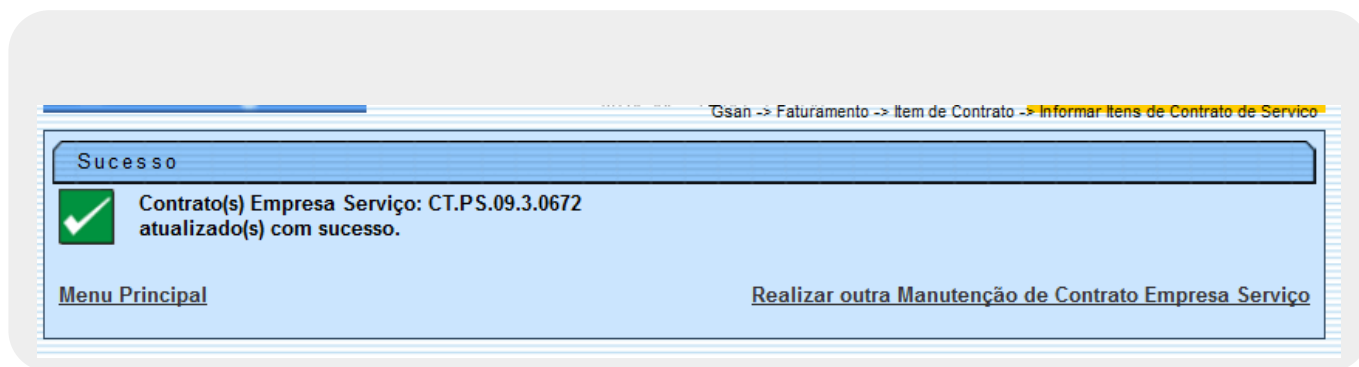 Gsan -> Faturamento -> Item de Contrato -> Informar Itens de Contrato de Servico
Sucesso
Contrato(s) Empresa Serviço: CT.PS.09.3.0672
atualizado(s) com sucesso.
Menu Principal
Realizar outra Manutenção de Contrato Empresa Serviço